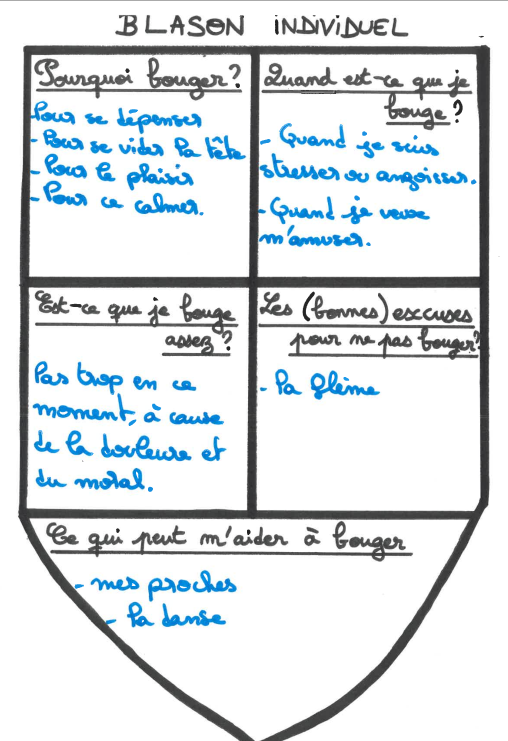 BLASON INDIVIDUEL
Pourquoi bouger?
Pour se dépenser
- Pour se vider la tête
- Pour le plaisir
- Pour ce calmer.
Quand est-ce que je
bouge?
- Quand je suis
stresser ou angoisser.
- Quand je veux
m'amuser.
Est-ce que je bouge
assez?
Pas trop en ce
moment, à cause
de la douleure et
du moral.
Les (bonnes) excuses
pour ne pas bouger?
- la flème
Ce qui peut m'aider à bouger
- mes proches
- la danse